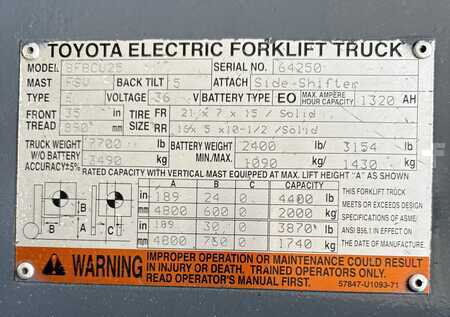 TOYOTA ELECTRIC FORKLIFT TRUCK
MODEL 8FBCU25 SERIAL NO. 64250
MAST FSV BACK TILT 5 ATTACH Side-Shifter
TYPE E VOLTAGE 36 V BATTERY TYPE EO MAX. AMPERE HOUR CAPACITY 1320 AH
FRONT 35 in TIRE FR 21 x 7 x 15 / Solid
TREAD 890 mm SIZE RR 16x 5 x10-1/2 /Solid
TRUCK WEIGHT 7700 lb BATTERY WEIGHT 2400 lb/ 3154 lb
W/O BATTERY 3490 kg MIN./MAX. 1090 kg/ 1430 kg
ACCURACY±5%
RATED CAPACITY WITH VERTICAL MAST EQUIPPED AT MAX. LIFT HEIGHT "A" AS SHOWN
A B C CAPACITY
in 189 24 0 4400 lb
mm 4800 600 0 2000 kg
in 189 30 0 3870 lb
mm 4800 750 0 1740 kg
THIS FORKLIFT TRUCK
MEETS OR EXCEEDS DESIGN
SPECIFICATIONS OF ASME/
ANSI B56.1 IN EFFECT ON
THE DATE OF MANUFACTURE.
A
B C
WARNING
IMPROPER OPERATION OR MAINTENANCE COULD RESULT
IN INJURY OR DEATH. TRAINED OPERATORS ONLY.
READ OPERATOR'S MANUAL FIRST. 57847-U1093-71